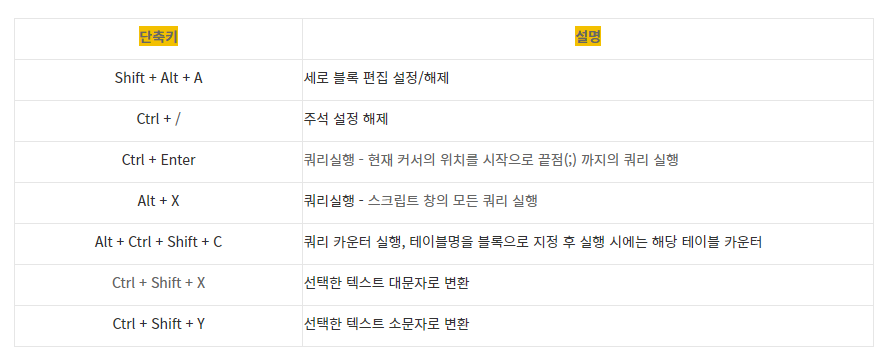 단축키 설명
Shift + Alt + A 세로 블록 편집 설정/해제
Ctrl + / 주석 설정 해제
Ctrl + Enter 쿼리실행 - 현재 커서의 위치를 시작으로 끝점(;) 까지의 쿼리 실행
Alt + X 쿼리실행 - 스크립트 창의 모든 쿼리 실행
Alt + Ctrl + Shift + C 쿼리 카운터 실행, 테이블명을 블록으로 지정 후 실행 시에는 해당 테이블 카운터
Ctrl + Shift + X 선택한 텍스트 대문자로 변환
Ctrl + Shift + Y 선택한 텍스트 소문자로 변환